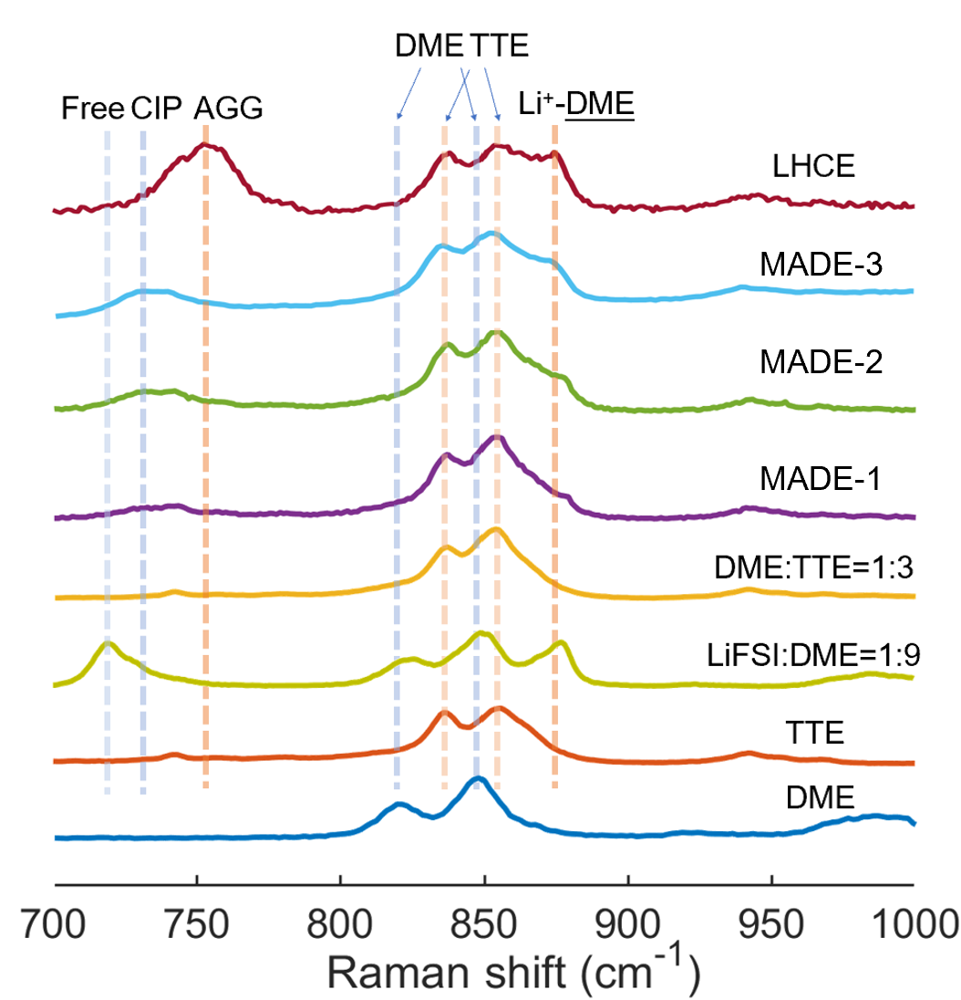 DME TTE
Free CIP AGG
Li⁺-DME
LHCE
MADE-3
MADE-2
MADE-1
DME:TTE=1:3
LiFSI:DME=1:9
TTE
DME
700 750 800 850 900 950 1000
Raman shift (cm⁻¹)